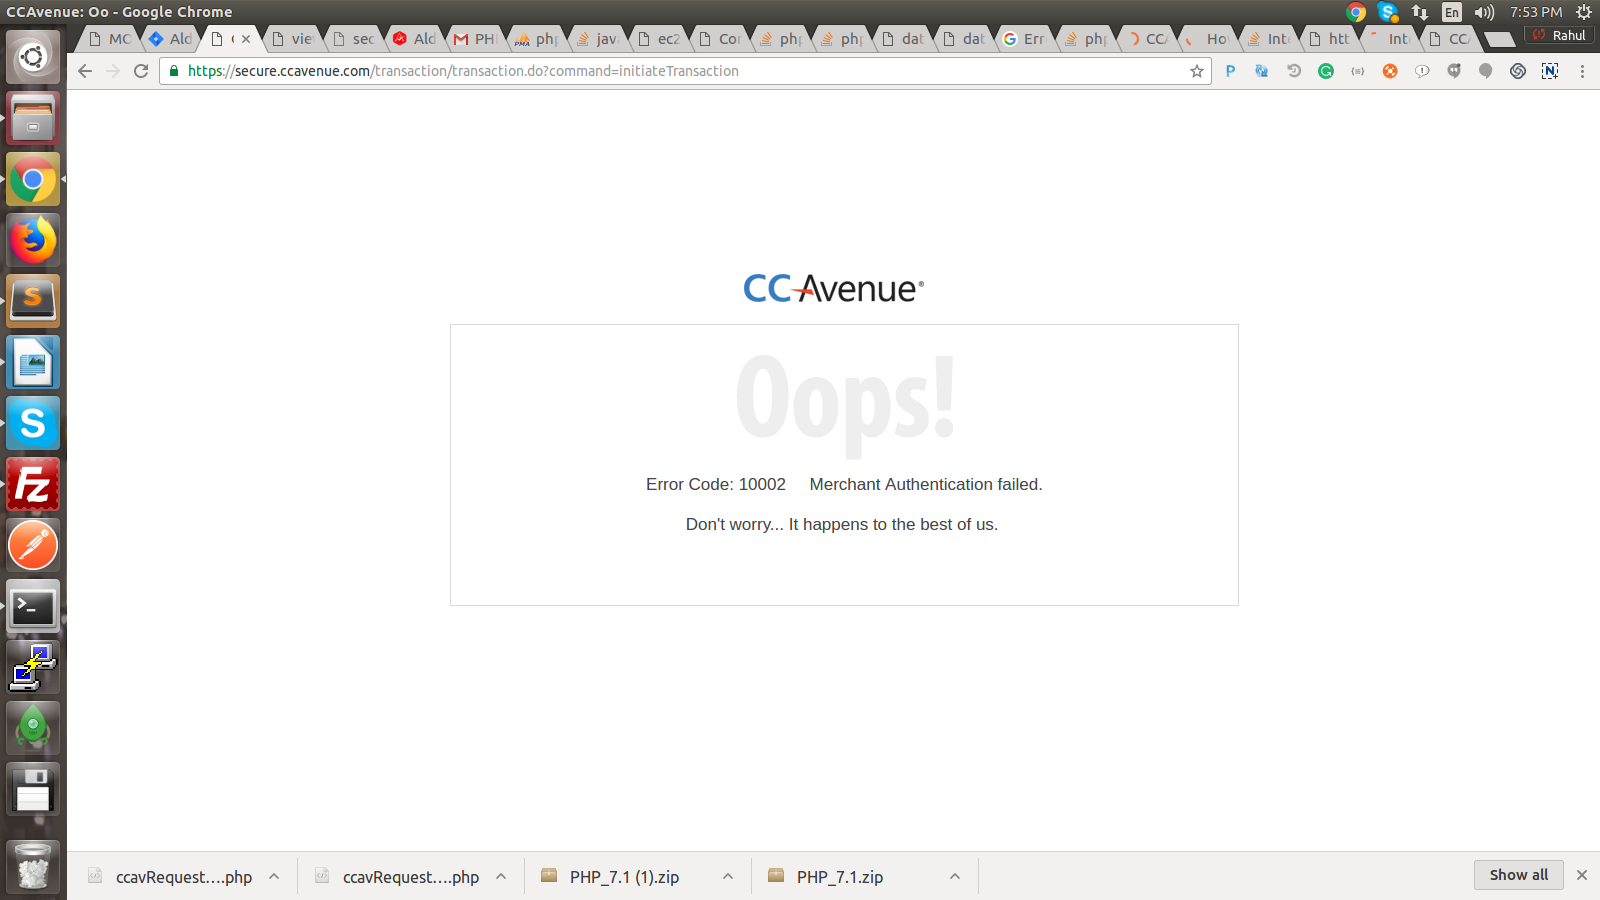 CCAvenue: Oo - Google Chrome
En
7:53 PM
MC
Ald
vie
sec
Ald
PH
php
jav
ec2
Cor
php
php
dat
dat
Err
php
CCA
Ho
Int
htt
Int
CC
Rahul
https://secure.ccavenue.com/transaction/transaction.do?command=initiateTransaction
CCAvenue®
Oops!
Error Code: 10002 Merchant Authentication failed.
Don't worry... It happens to the best of us.
ccavRequest....php
ccavRequest....php
PHP_7.1 (1).zip
PHP_7.1.zip
Show all